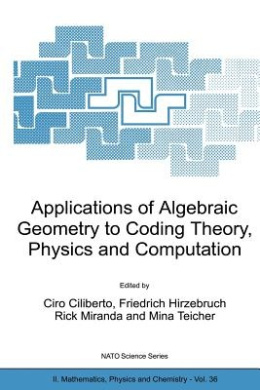 Applications of Algebraic
Geometry to Coding Theory,
Physics and Computation
Edited by
Ciro Ciliberto, Friedrich Hirzebruch
Rick Miranda and Mina Teicher
NATO Science Series
II. Mathematics, Physics and Chemistry - Vol. 36